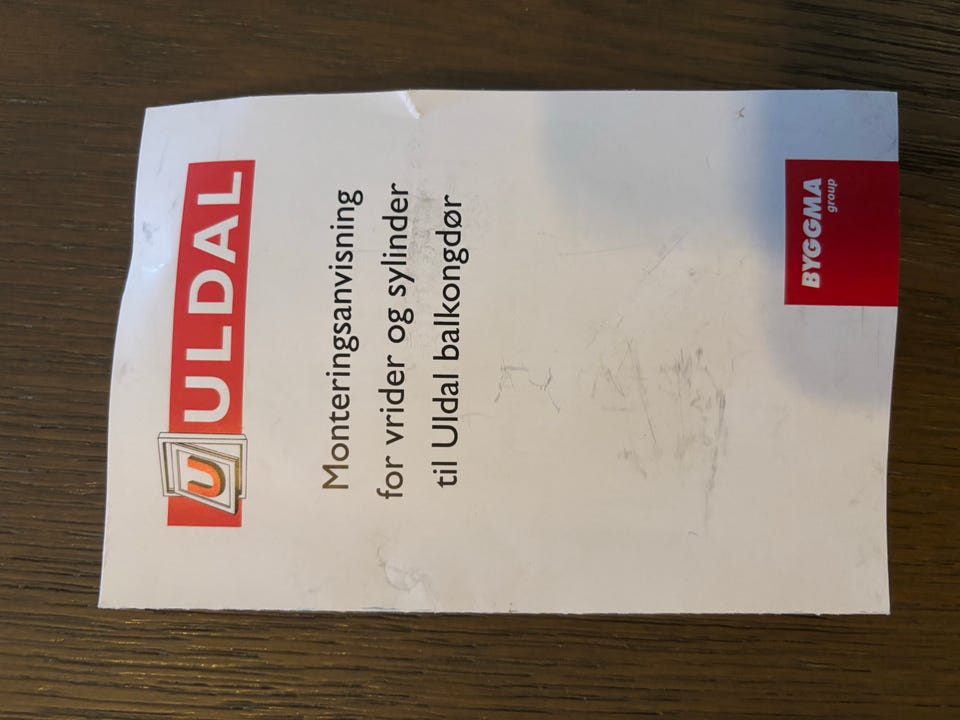 U ULDAL
Monteringsanvisning
for vrider og sylinder
til Uldal balkongdør
BYGGMA
group